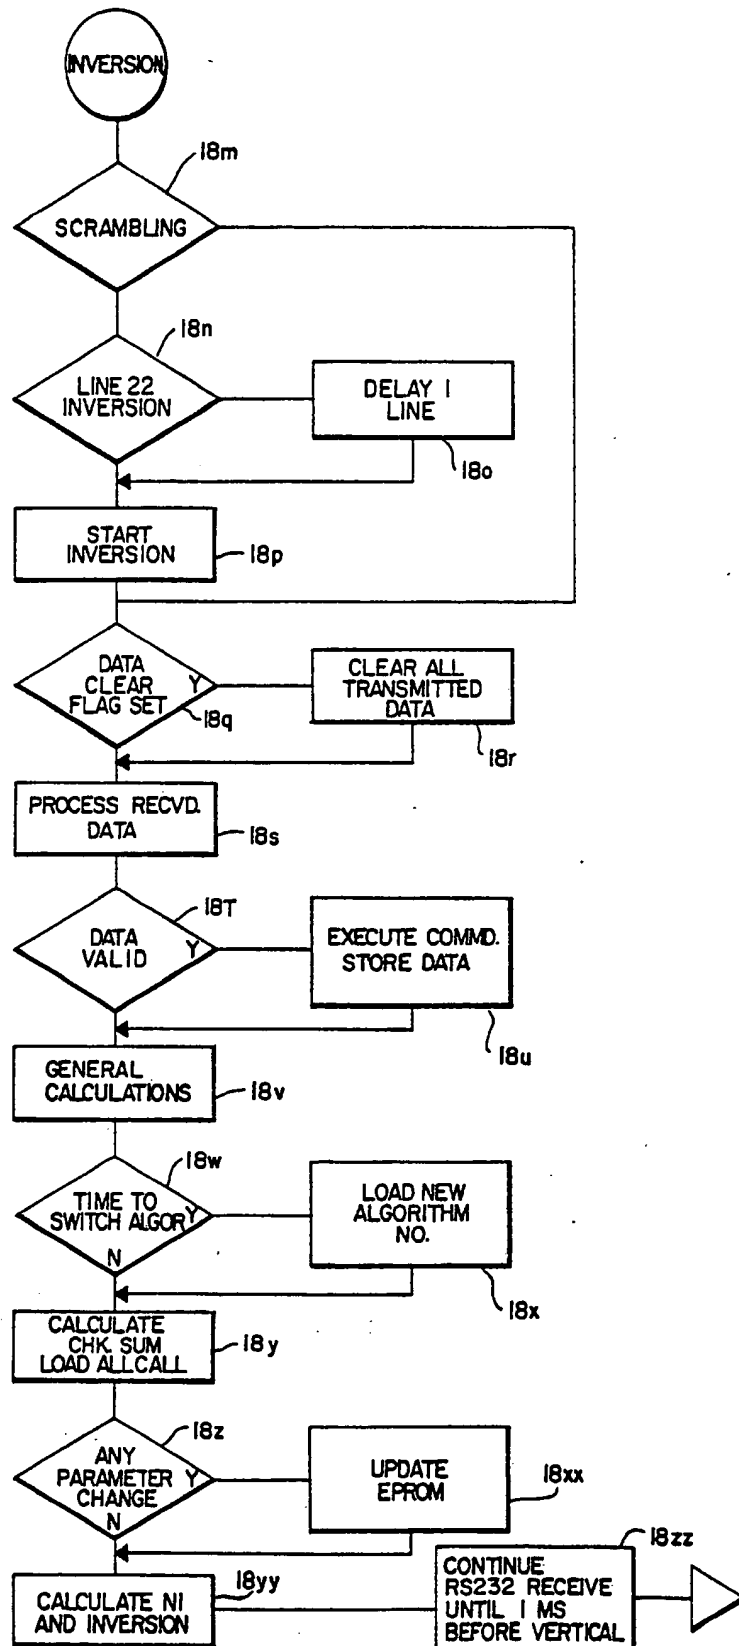 INVERSION
18m
SCRAMBLING
18n
LINE 22
INVERSION
DELAY 1
LINE
18o
START
INVERSION
18p
DATA
CLEAR
FLAG SET
Y
18q
CLEAR ALL
TRANSMITTED
DATA
18r
PROCESS RECVD.
DATA
18s
18T
DATA
VALID
Y
EXECUTE COMMD.
STORE DATA
18u
GENERAL
CALCULATIONS
18v
18w
TIME TO
SWITCH ALGOR
Y
N
LOAD NEW
ALGORITHM
NO.
18x
CALCULATE
CHK. SUM
LOAD ALLCALL
18y
18z
ANY
PARAMETER
CHANGE
Y
N
UPDATE
EPROM
18xx
18yy
CALCULATE NI
AND INVERSION
18zz
CONTINUE
RS232 RECEIVE
UNTIL 1 MS
BEFORE VERTICAL